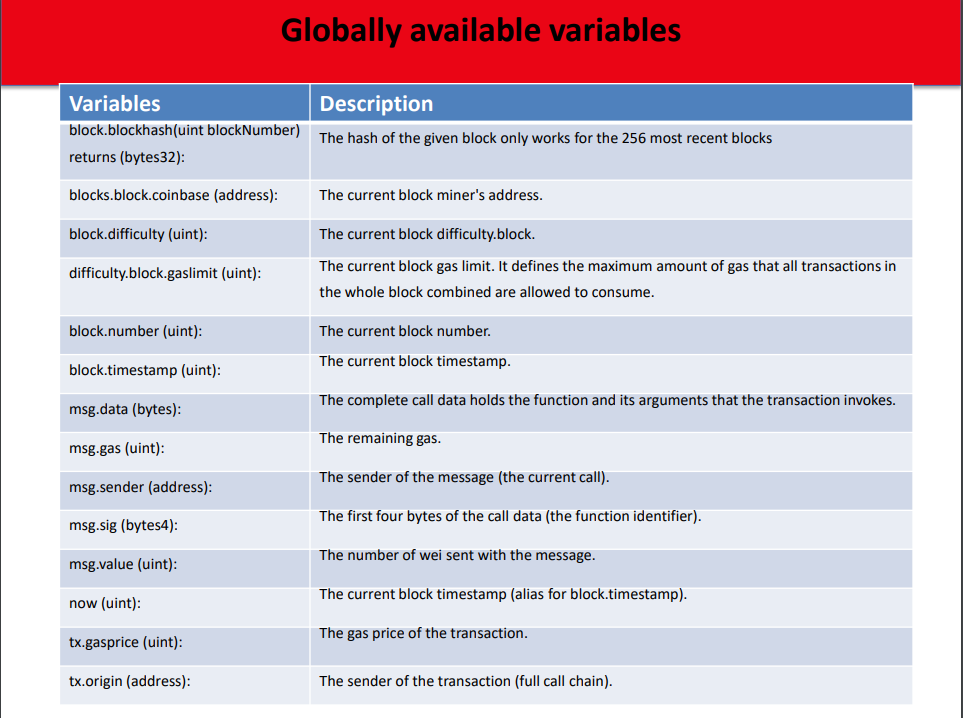 Globally available variables
Variables Description
block.blockhash(uint blockNumber)
returns (bytes32):
The hash of the given block only works for the 256 most recent blocks
blocks.block.coinbase (address): The current block miner's address.
block.difficulty (uint): The current block difficulty.block.
difficulty.block.gaslimit (uint):
The current block gas limit. It defines the maximum amount of gas that all transactions in
the whole block combined are allowed to consume.
block.number (uint): The current block number.
block.timestamp (uint): The current block timestamp.
msg.data (bytes): The complete call data holds the function and its arguments that the transaction invokes.
msg.gas (uint): The remaining gas.
msg.sender (address): The sender of the message (the current call).
msg.sig (bytes4): The first four bytes of the call data (the function identifier).
msg.value (uint): The number of wei sent with the message.
now (uint): The current block timestamp (alias for block.timestamp).
tx.gasprice (uint): The gas price of the transaction.
tx.origin (address): The sender of the transaction (full call chain).